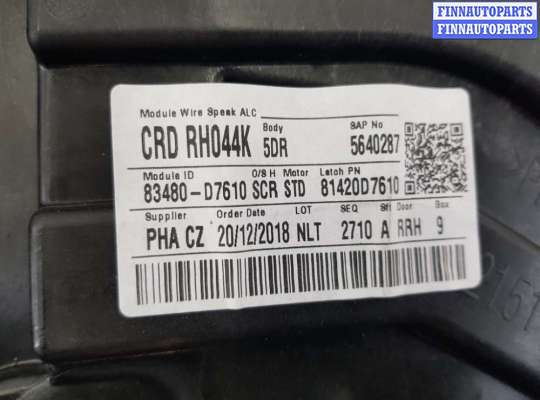 FINNAUTOPARTS
FINNAUTOPARTS
Module Wire Speak ALC
Body
SAP No
CRD RH044K 5DR 5640287
Module ID O/S H Motor Latch PN
83480-D7610 SCR STD 81420D7610
Supplier Order Date LOT SEQ Sft Door Box
PHA CZ 20/12/2018 NLT 2710 A RRH 9